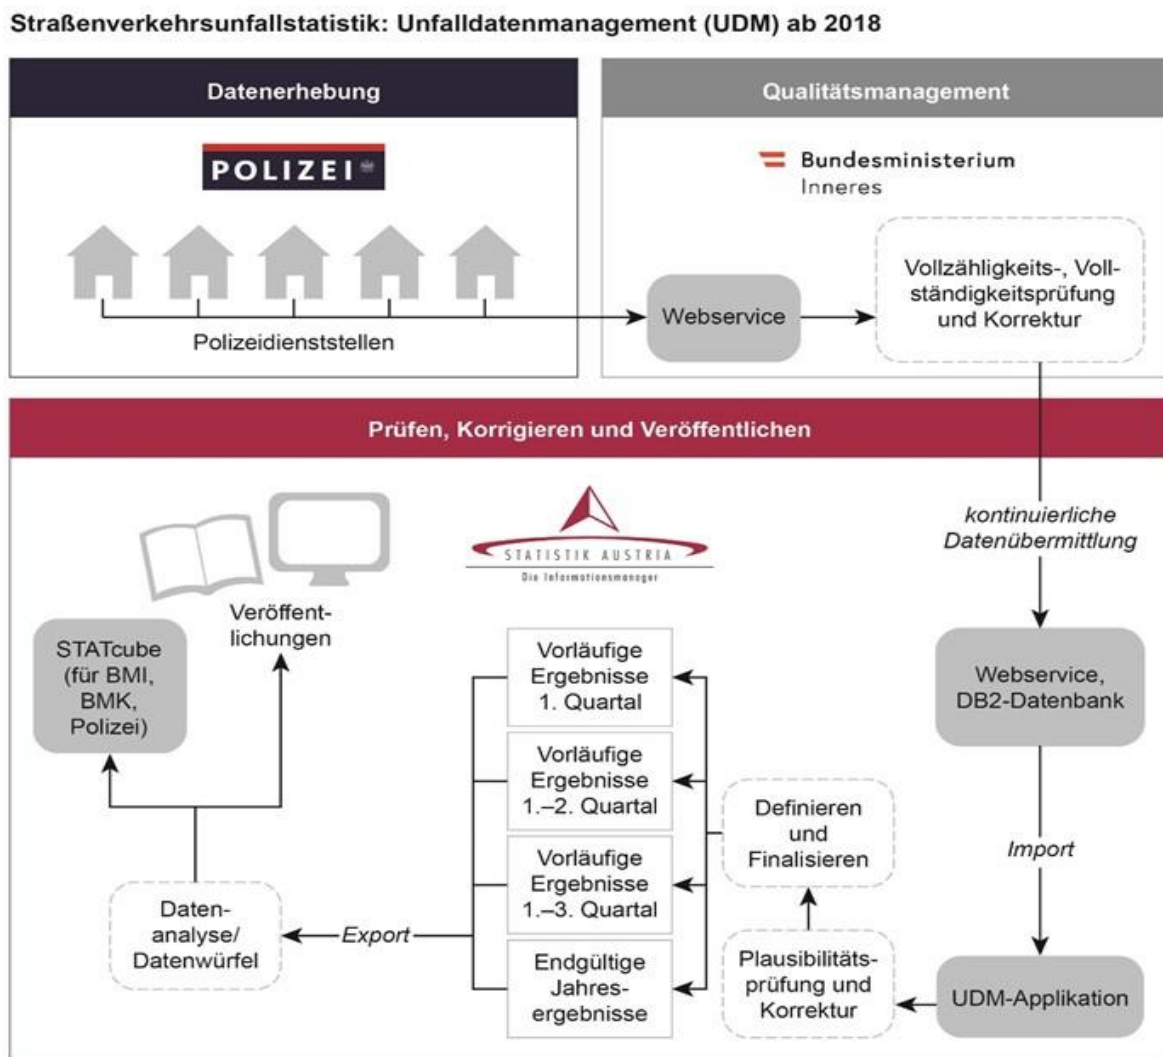 Straßenverkehrsunfallstatistik: Unfalldatenmanagement (UDM) ab 2018
Datenerhebung
POLIZEI
Polizeidienststellen
Qualitätsmanagement
Bundesministerium
Inneres
Webservice
Vollzähligkeits-, Voll-
ständigkeitsprüfung
und Korrektur
Prüfen, Korrigieren und Veröffentlichen
kontinuierliche
Datenübermittlung
Webservice,
DB2-Datenbank
Import
UDM-Applikation
Plausibilitäts-
prüfung und
Korrektur
Definieren
und
Finalisieren
STATISTIK AUSTRIA
Die Informationsmanager
Vorläufige
Ergebnisse
1. Quartal
Vorläufige
Ergebnisse
1.–2. Quartal
Vorläufige
Ergebnisse
1.–3. Quartal
Endgültige
Jahres-
ergebnisse
Export
Daten-
analyse/
Datenwürfel
STATcube
(für BMI,
BMK,
Polizei)
Veröffent-
lichungen